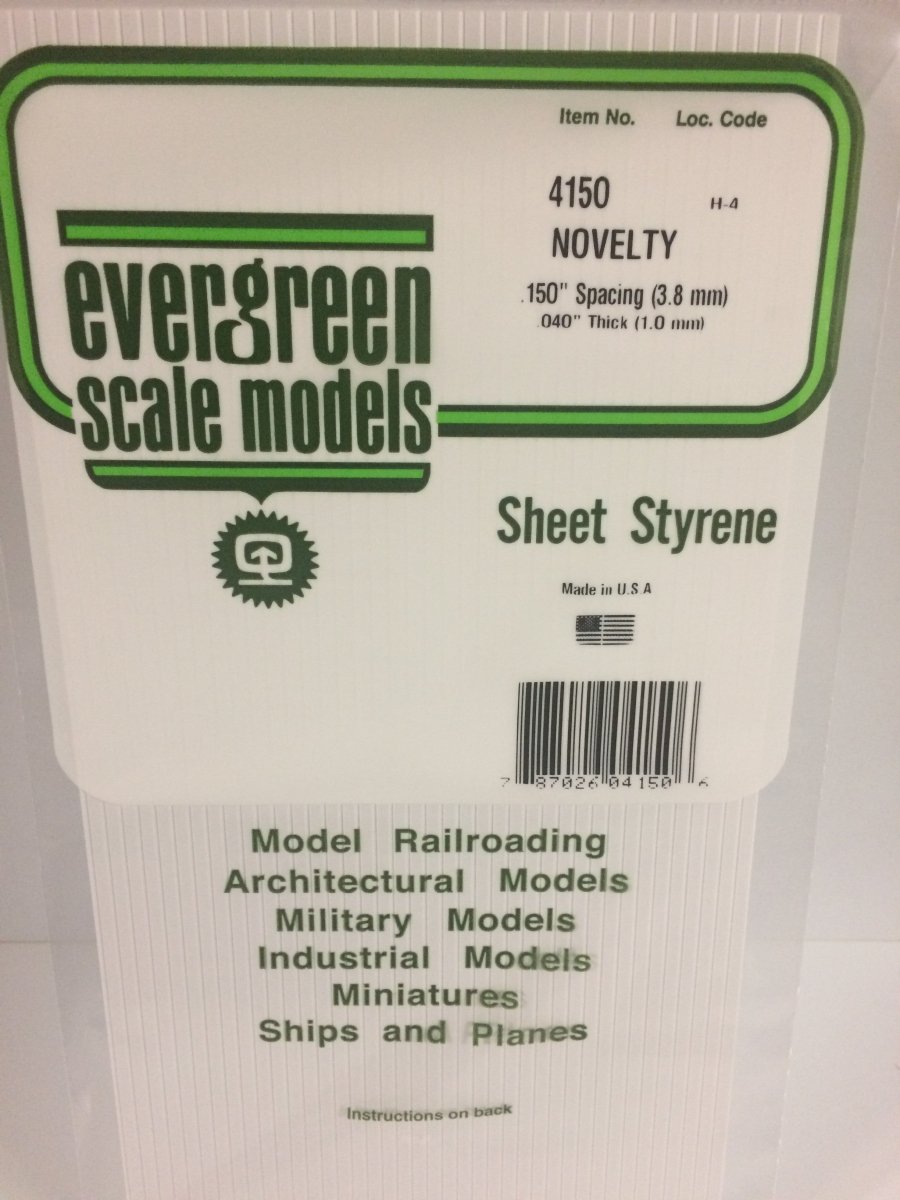 Item No. Loc. Code
4150 H-4
NOVELTY
.150" Spacing (3.8 mm)
.040" Thick (1.0 mm)
evergreen
scale models
Sheet Styrene
Made in U.S.A
7 87026 04150 6
Model Railroading
Architectural Models
Military Models
Industrial Models
Miniatures
Ships and Planes
Instructions on back